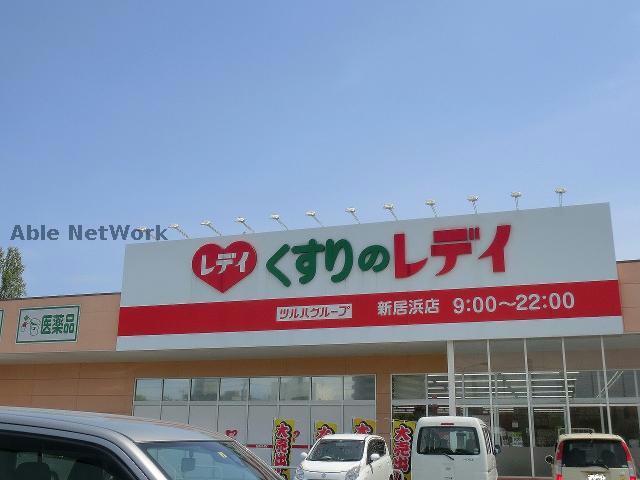 Able NetWork
レデイ くすりのレデイ
ツルハグループ 新居浜店 9:00～22:00
医薬品